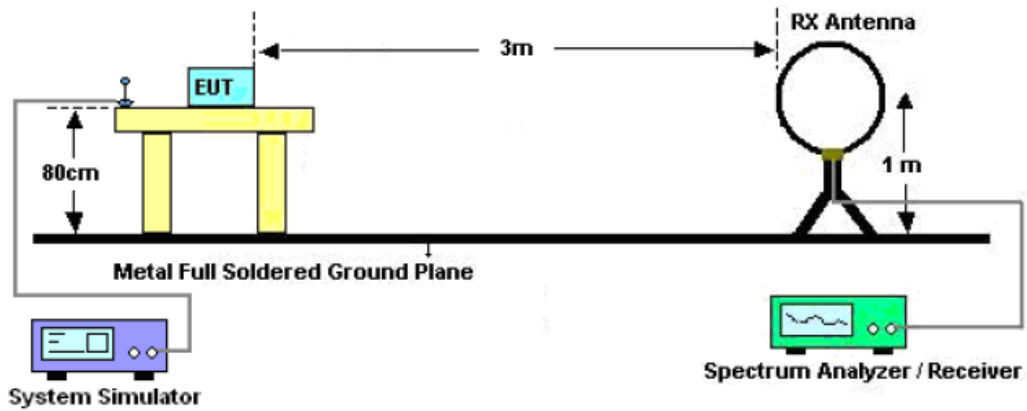 RX Antenna
3m
EUT
80cm
1 m
Metal Full Soldered Ground Plane
System Simulator
Spectrum Analyzer / Receiver